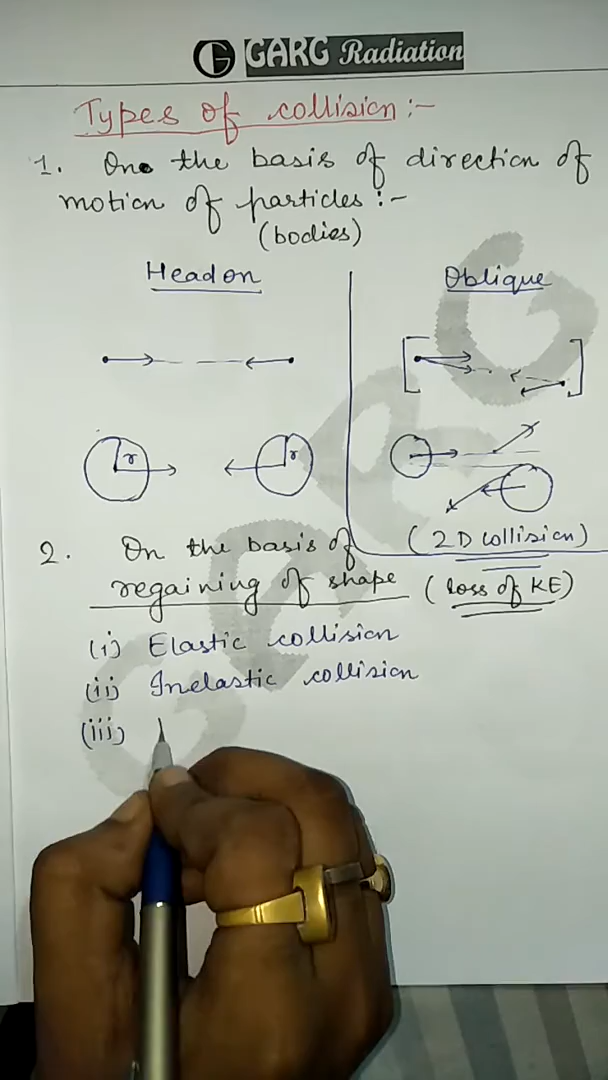 G GARG Radiation
Types of collision :-
1. On the basis of direction of
motion of particles :-
(bodies)
Head on
Oblique
r
r
(2D collision)
2. On the basis of
regaining of shape (loss of KE)
(i) Elastic collision
(ii) Inelastic collision
(iii)
GARG